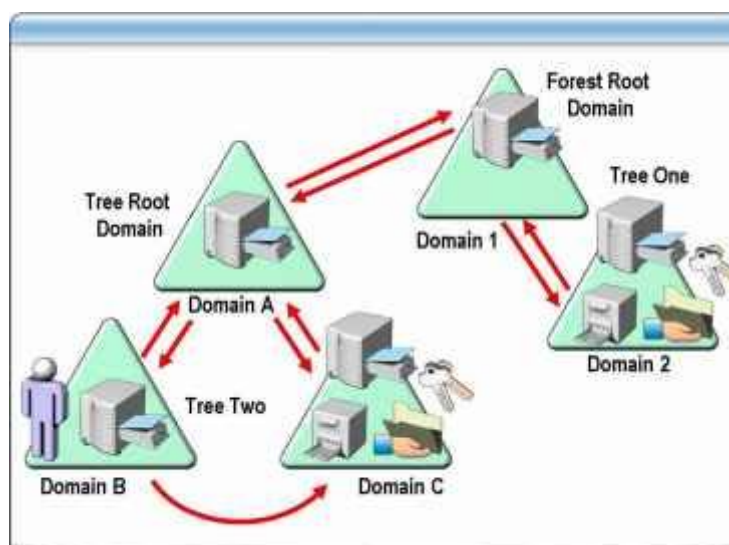 Forest Root
Domain
Tree One
Tree Root
Domain
Domain 1
Domain A
Domain 2
Tree Two
Domain B
Domain C